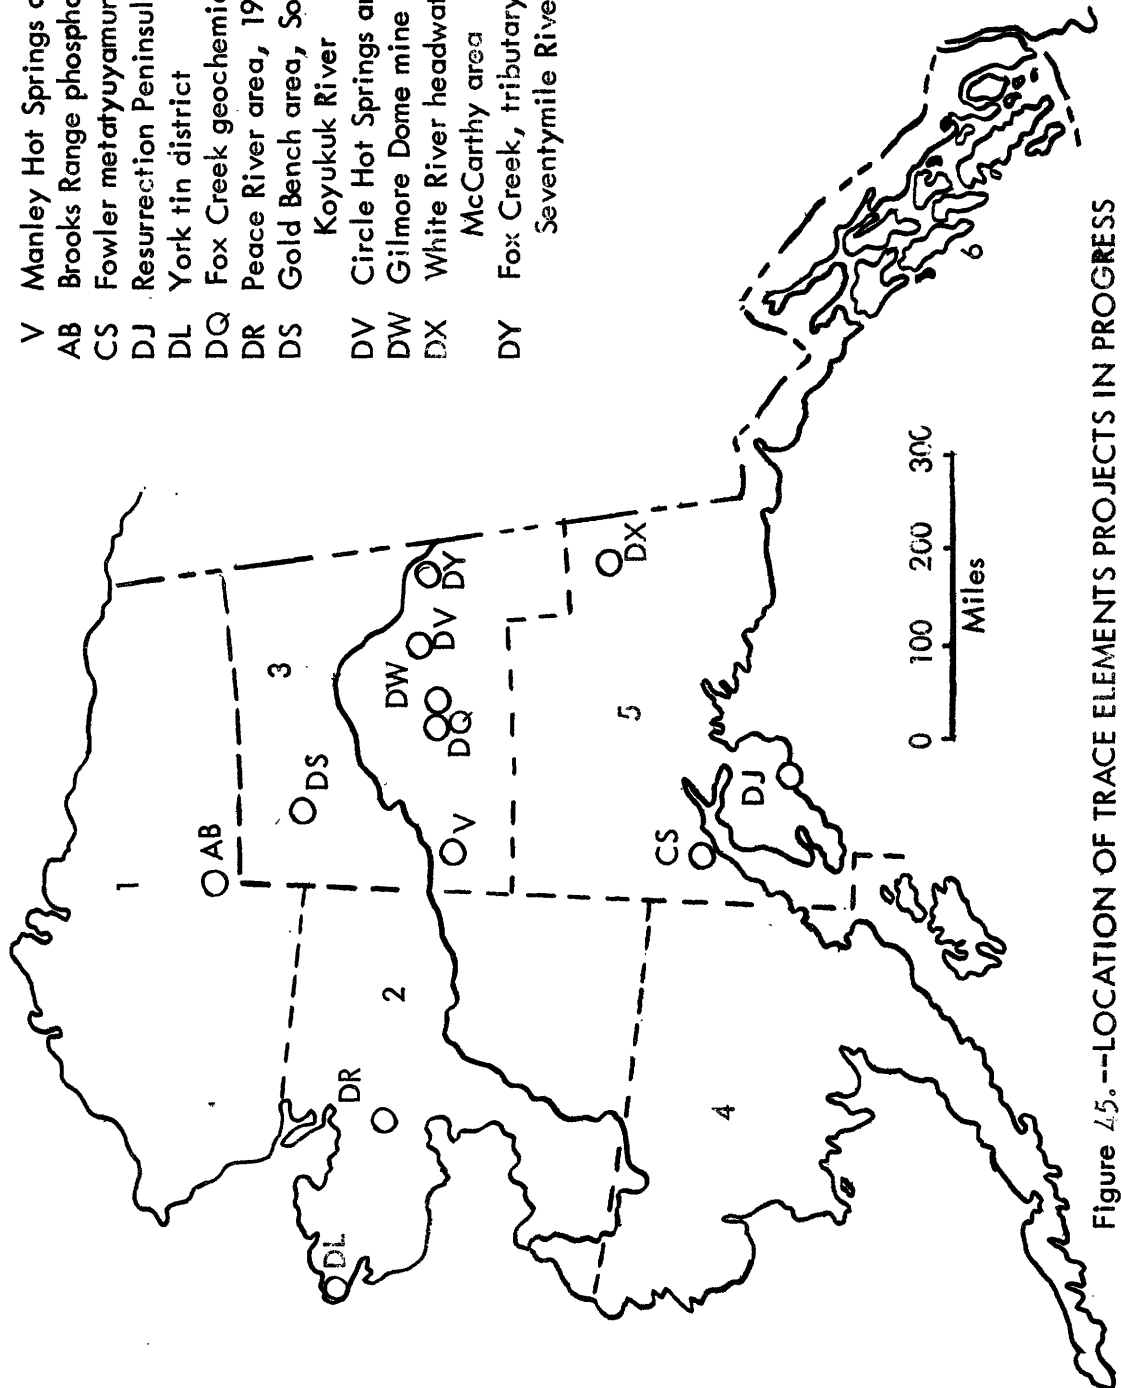 V Manley Hot Springs
AB Brooks Range phospho
CS Fowler metatyuyamun
DJ Resurrection Peninsul
DL York tin district
DQ Fox Creek geochemic
DR Peace River area, 19
DS Gold Bench area, So
Koyukuk River
DV Circle Hot Springs
DW Gilmore Dome mine
DX White River headwat
McCarthy area
DY Fox Creek, tributary
Seventymile Rive
1
AB
DS
3
DL
DR
2
V
DW
DQ
DV
DY
DX
5
CS
DJ
4
6
0 100 200 300
Miles
Figure 45.--LOCATION OF TRACE ELEMENTS PROJECTS IN PROGRESS